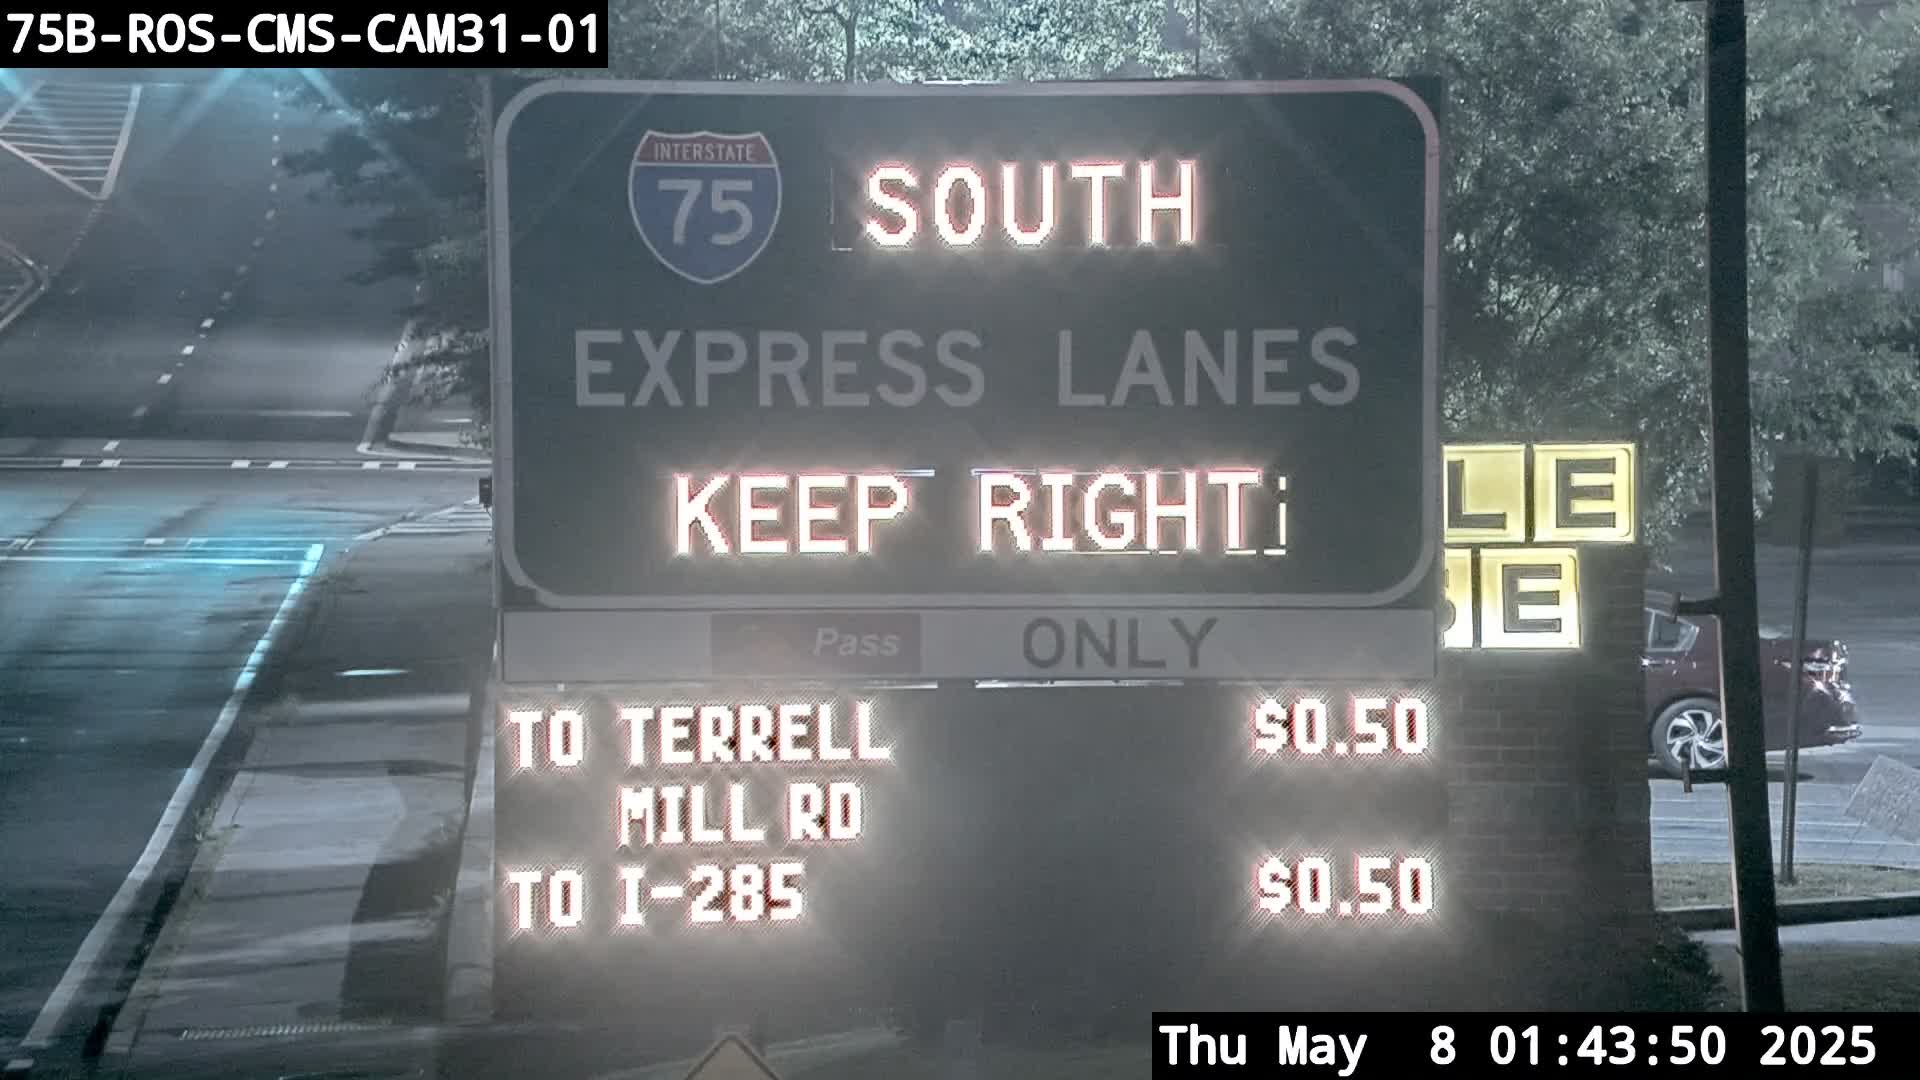 75B-ROS-CMS-CAM31-01
INTERSTATE
75
SOUTH
EXPRESS LANES
KEEP RIGHT
Pass ONLY
TO TERRELL $0.50
MILL RD
TO I-285 $0.50
LE
E
Thu May 8 01:43:50 2025